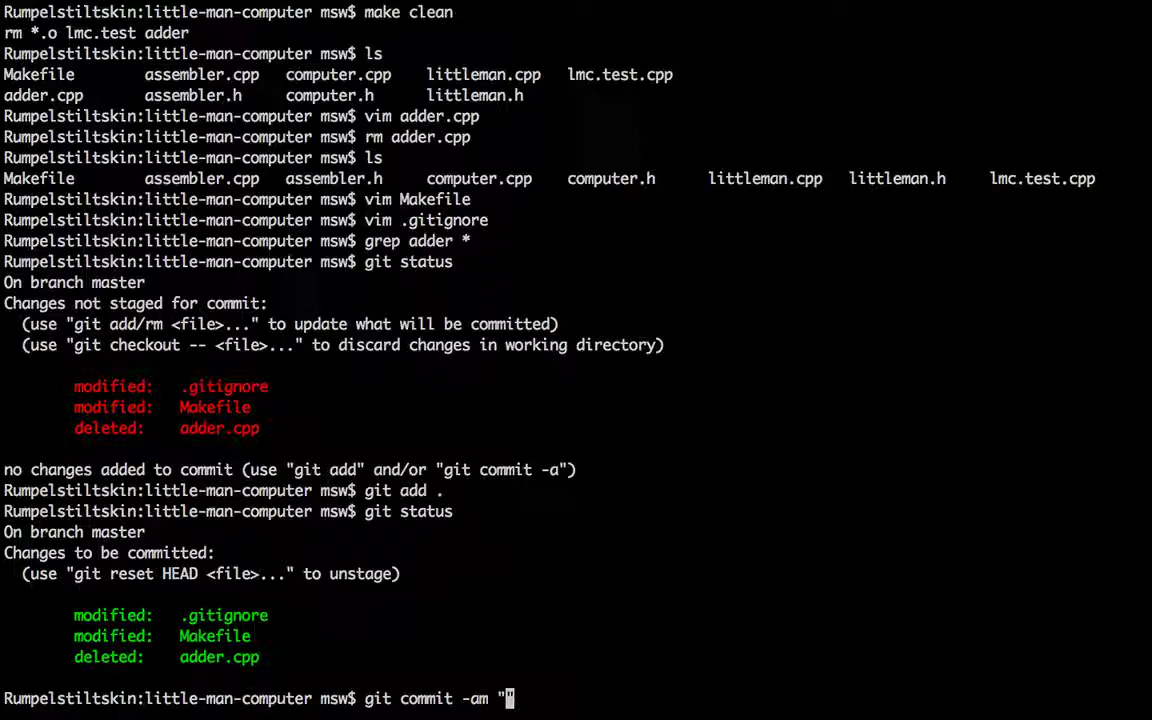 Rumpelstiltskin:little-man-computer msw$ make clean
rm *.o lmc.test adder
Rumpelstiltskin:little-man-computer msw$ ls
Makefile        assembler.cpp   computer.cpp    littleman.cpp   lmc.test.cpp
adder.cpp       assembler.h     computer.h      littleman.h
Rumpelstiltskin:little-man-computer msw$ vim adder.cpp
Rumpelstiltskin:little-man-computer msw$ rm adder.cpp
Rumpelstiltskin:little-man-computer msw$ ls
Makefile        assembler.cpp   assembler.h     computer.cpp    computer.h      littleman.cpp   littleman.h     lmc.test.cpp
Rumpelstiltskin:little-man-computer msw$ vim Makefile
Rumpelstiltskin:little-man-computer msw$ vim .gitignore
Rumpelstiltskin:little-man-computer msw$ grep adder *
Rumpelstiltskin:little-man-computer msw$ git status
On branch master
Changes not staged for commit:
  (use "git add/rm <file>..." to update what will be committed)
  (use "git checkout -- <file>..." to discard changes in working directory)
        modified:   .gitignore
        modified:   Makefile
        deleted:    adder.cpp
no changes added to commit (use "git add" and/or "git commit -a")
Rumpelstiltskin:little-man-computer msw$ git add .
Rumpelstiltskin:little-man-computer msw$ git status
On branch master
Changes to be committed:
  (use "git reset HEAD <file>..." to unstage)
        modified:   .gitignore
        modified:   Makefile
        deleted:    adder.cpp
Rumpelstiltskin:little-man-computer msw$ git commit -am ""